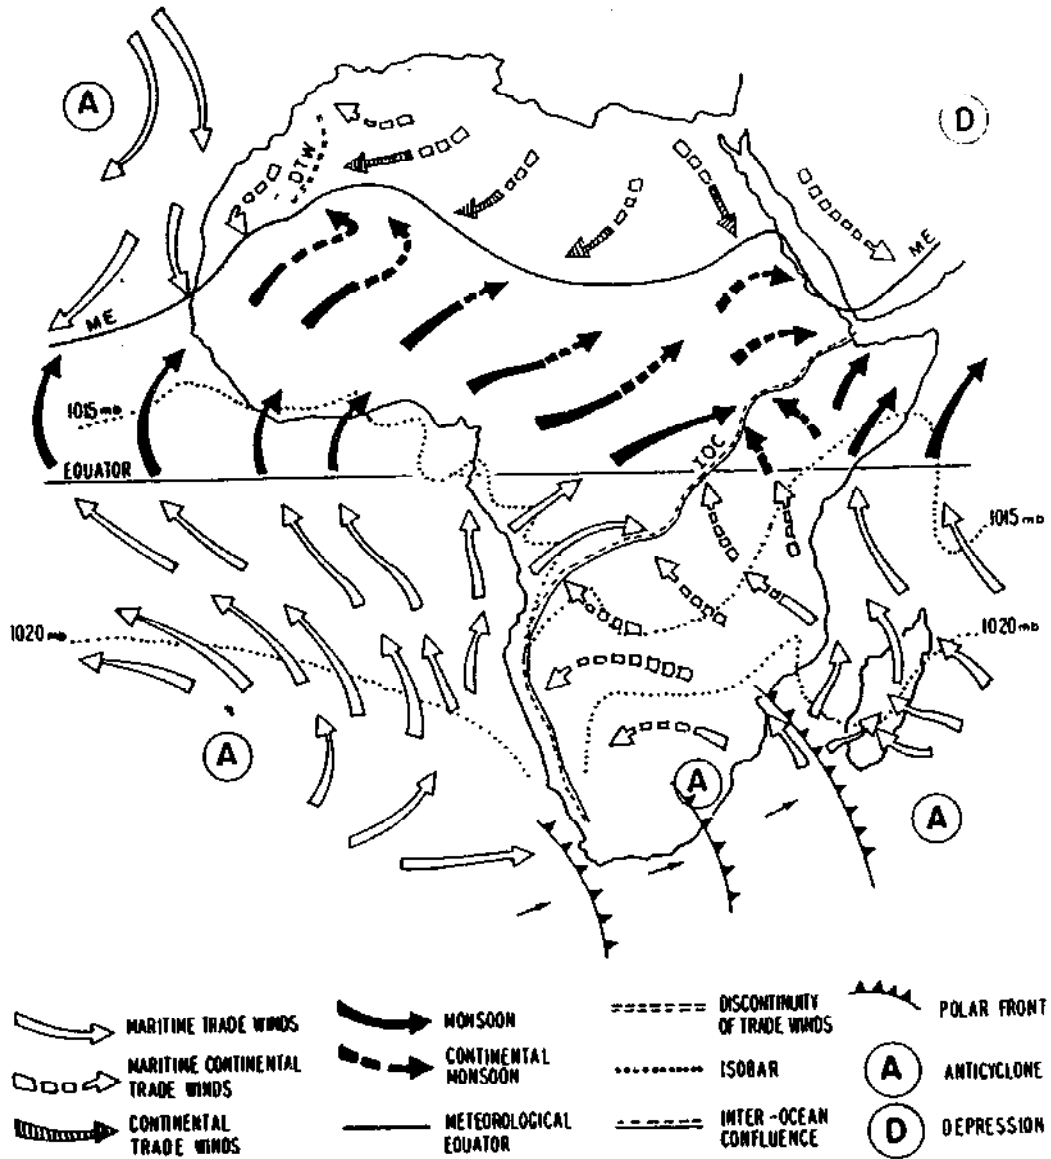 A
D
DTW
ME
ME
1015 mb
EQUATOR
IOC
1015 mb
1020 mb
1020 mb
A
A
A
MARITIME TRADE WINDS
MARITIME CONTINENTAL
TRADE WINDS
CONTINENTAL
TRADE WINDS
MONSOON
CONTINENTAL
MONSOON
METEOROLOGICAL
EQUATOR
DISCONTINUITY
OF TRADE WINDS
ISOBAR
INTER-OCEAN
CONFLUENCE
POLAR FRONT
A
ANTICYCLONE
D
DEPRESSION